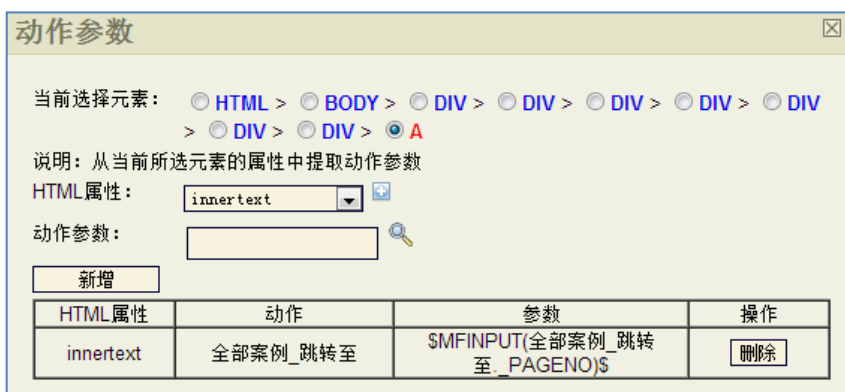 动作参数
当前选择元素： HTML > BODY > DIV > DIV > DIV > DIV > DIV
> DIV > DIV > A
说明：从当前所选元素的属性中提取动作参数
HTML属性： innertext
动作参数：
新增
HTML属性 动作 参数 操作
innertext 全部案例_跳转至 $MFINPUT(全部案例_跳转 删除
至._PAGENO)$